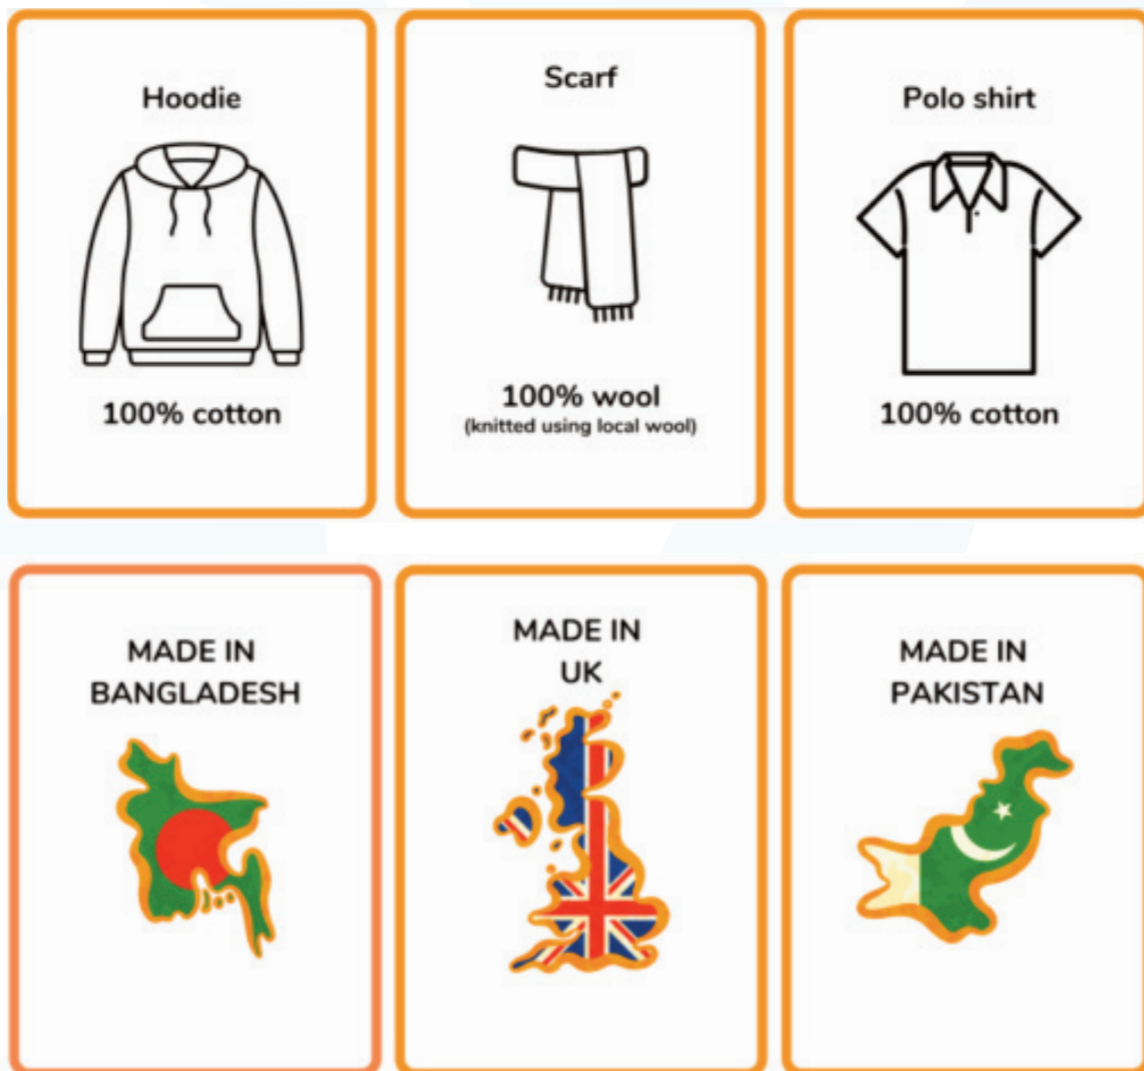 Hoodie
100% cotton
Scarf
100% wool
(knitted using local wool)
Polo shirt
100% cotton
MADE IN
BANGLADESH
MADE IN
UK
MADE IN
PAKISTAN